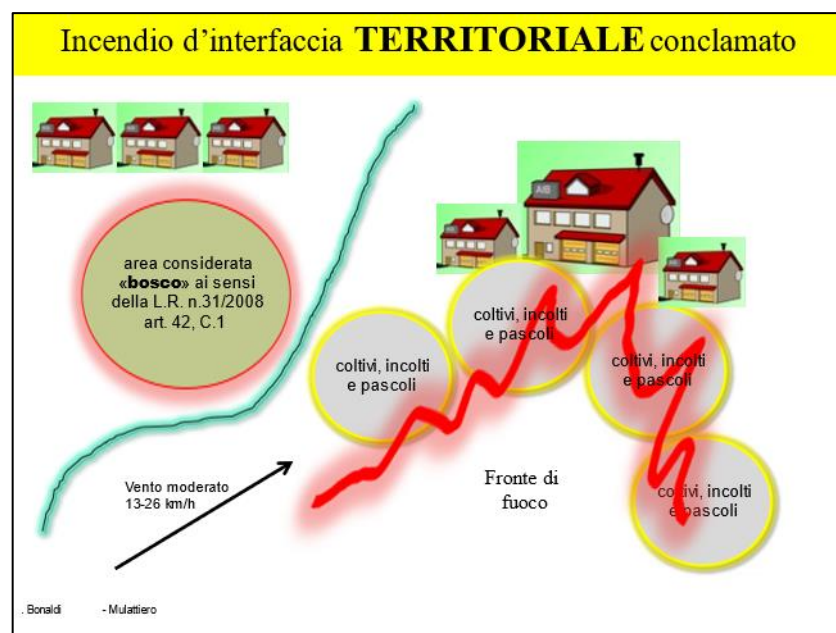 Incendio d’interfaccia TERRITORIALE conclamato
area considerata
«bosco» ai sensi
della L.R. n.31/2008
art. 42, C.1
AIB
coltivi, incolti
e pascoli
coltivi, incolti
e pascoli
coltivi, incolti
e pascoli
coltivi, incolti
e pascoli
Vento moderato
13-26 km/h
Fronte di
fuoco
. Bonaldi - Mulattiero